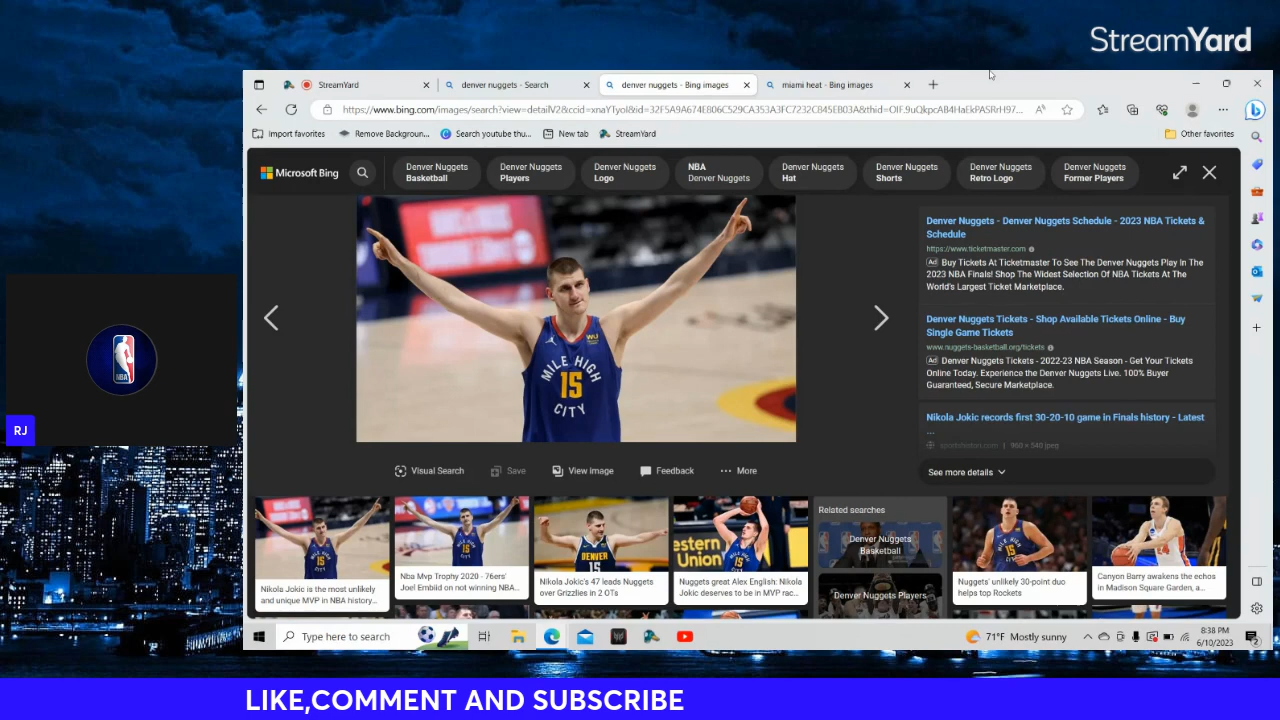 StreamYard
StreamYard
denver nuggets - Search
denver nuggets - Bing images
miami heat - Bing images
Import favorites
Remove Backgroun...
Search youtube thu...
New tab
StreamYard
Other favorites
Microsoft Bing
Denver Nuggets
Basketball
Denver Nuggets
Players
Denver Nuggets
Logo
NBA
Denver Nuggets
Denver Nuggets
Hat
Denver Nuggets
Shorts
Denver Nuggets
Retro Logo
Denver Nuggets
Former Players
MILE HIGH
15
CITY
Denver Nuggets - Denver Nuggets Schedule - 2023 NBA Tickets &
Schedule
https://www.ticketmaster.com
Ad Buy Tickets At Ticketmaster To See The Denver Nuggets Play In The
2023 NBA Finals! Shop The Widest Selection Of NBA Tickets At The
World's Largest Ticket Marketplace.
Denver Nuggets Tickets - Shop Available Tickets Online - Buy
Single Game Tickets
www.nuggets-basketball.org/tickets
Ad Denver Nuggets Tickets - 2022-23 NBA Season - Get Your Tickets
Online Today. Experience the Denver Nuggets Live. 100% Buyer
Guaranteed, Secure Marketplace.
Nikola Jokic records first 30-20-10 game in Finals history - Latest
...
960 × 540 jpeg
See more details
Visual Search
Save
View image
Feedback
More
NBA
RJ
Nikola Jokic is the most unlikely
and unique MVP in NBA history...
Nba Mvp Trophy 2020 - 76ers'
Joel Embiid on not winning NBA...
DENVER
15
Nikola Jokic's 47 leads Nuggets
over Grizzlies in 2 OTs
estern
Union
15
Nuggets great Alex English: Nikola
Jokic deserves to be in MVP rac...
Related searches
Denver Nuggets
Basketball
Denver Nuggets Players
15
Nuggets' unlikely 30-point duo
helps top Rockets
Canyon Barry awakens the echos
in Madison Square Garden, a...
Type here to search
71°F Mostly sunny
8:38 PM
6/10/2023
2
LIKE,COMMENT AND SUBSCRIBE